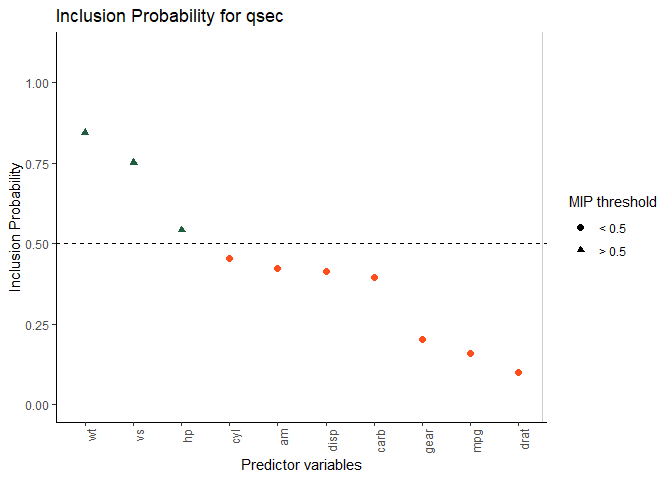 Inclusion Probability for qsec
Inclusion Probability
1.00
0.75
0.50
0.25
0.00
wt
vs
hp
cyl
am
disp
carb
gear
mpg
drat
Predictor variables
MIP threshold
< 0.5
> 0.5